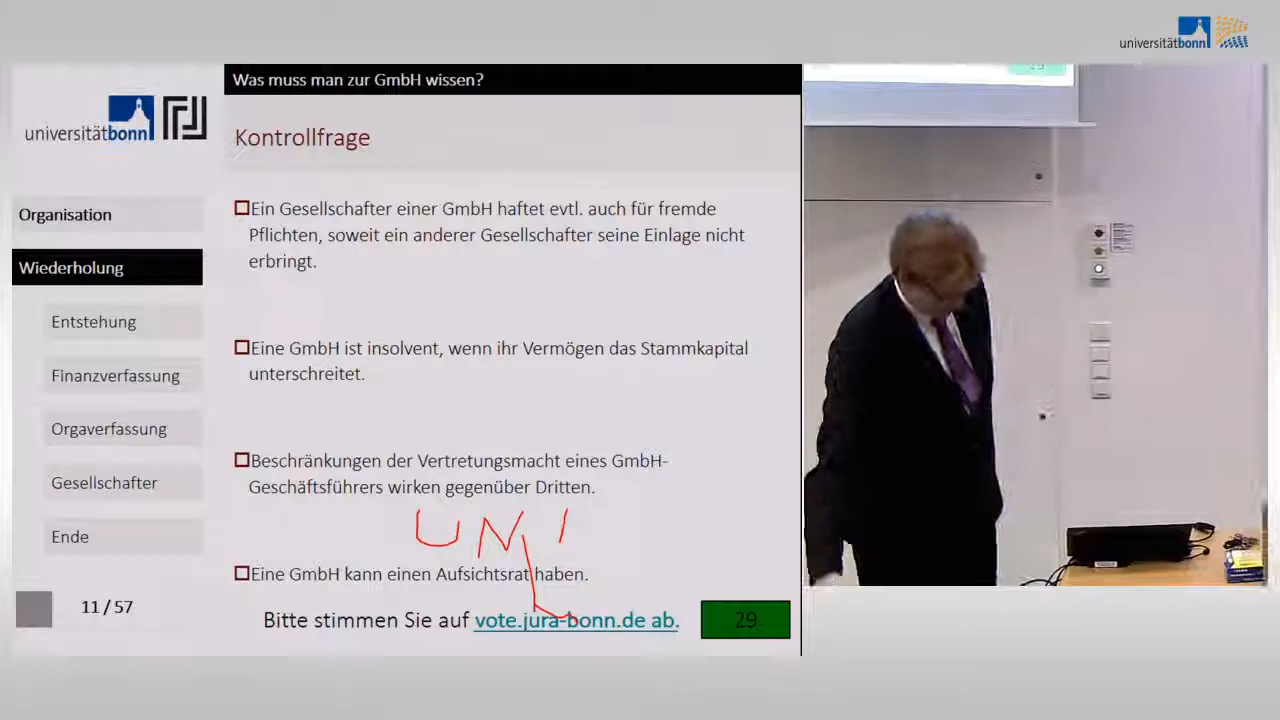 universitätbonn
29
Was muss man zur GmbH wissen?
universitätbonn
Kontrollfrage
Organisation
Wiederholung
Entstehung
Finanzverfassung
Orgaverfassung
Gesellschafter
Ende
11 / 57
Ein Gesellschafter einer GmbH haftet evtl. auch für fremde
Pflichten, soweit ein anderer Gesellschafter seine Einlage nicht
erbringt.
Eine GmbH ist insolvent, wenn ihr Vermögen das Stammkapital
unterschreitet.
Beschränkungen der Vertretungsmacht eines GmbH-
Geschäftsführers wirken gegenüber Dritten.
UNI
Eine GmbH kann einen Aufsichtsrat haben.
Bitte stimmen Sie auf vote.jura-bonn.de ab.
29